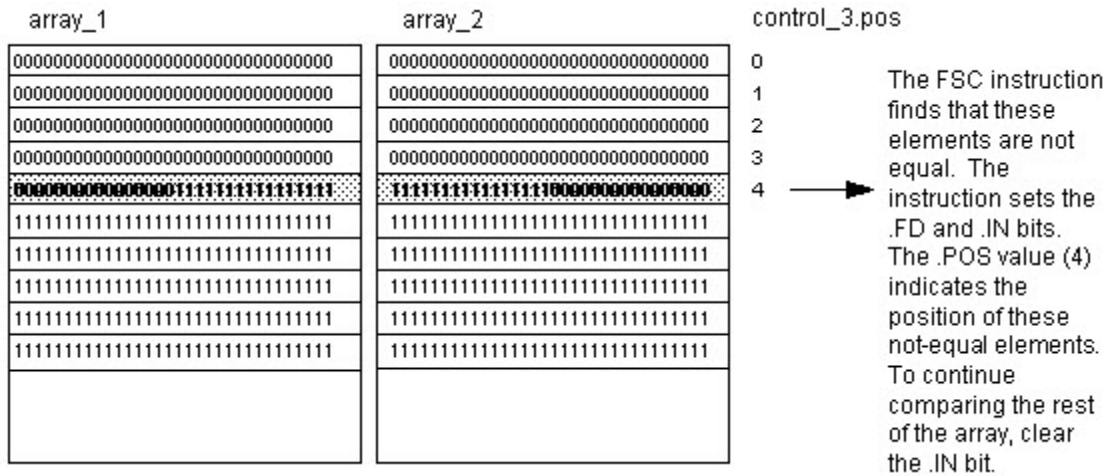 array_1 array_2 control_3.pos
00000000000000000000000000000000 00000000000000000000000000000000 0
00000000000000000000000000000000 00000000000000000000000000000000 1
00000000000000000000000000000000 00000000000000000000000000000000 2
00000000000000000000000000000000 00000000000000000000000000000000 3
00000000000000001111111111111111 11111111111111110000000000000000 4
11111111111111111111111111111111 11111111111111111111111111111111
11111111111111111111111111111111 11111111111111111111111111111111
11111111111111111111111111111111 11111111111111111111111111111111
11111111111111111111111111111111 11111111111111111111111111111111
11111111111111111111111111111111 11111111111111111111111111111111
The FSC instruction
finds that these
elements are not
equal. The
instruction sets the
.FD and .IN bits.
The .POS value (4)
indicates the
position of these
not-equal elements.
To continue
comparing the rest
of the array, clear
the .IN bit.